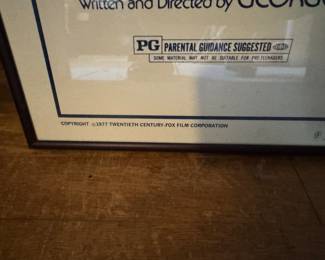 Written and Directed by GEORG
PG PARENTAL GUIDANCE SUGGESTED
SOME MATERIAL MAY NOT BE SUITABLE FOR PRE-TEENAGERS
COPYRIGHT ©1977 TWENTIETH CENTURY-FOX FILM CORPORATION